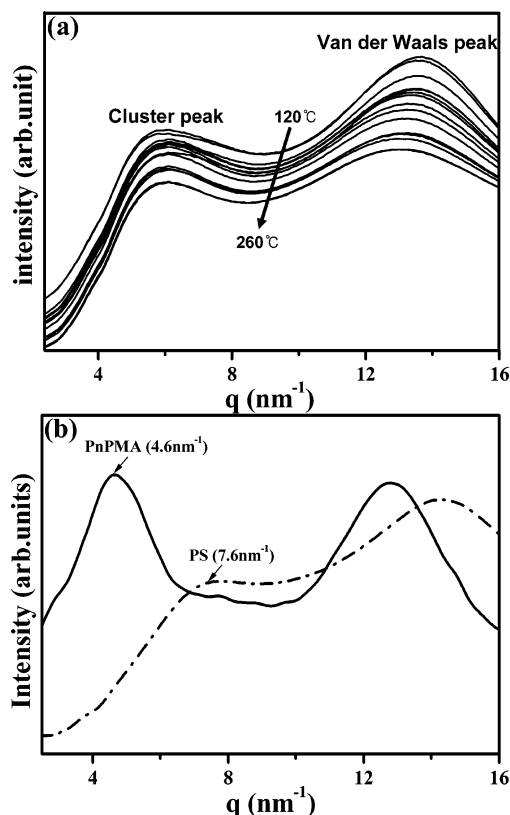 (a)
Van der Waals peak
Cluster peak
120℃
260℃
intensity (arb.unit)
4 8 12 16
q (nm⁻¹)
(b)
PnPMA (4.6nm⁻¹)
PS (7.6nm⁻¹)
Intensity (arb.units)
4 8 12 16
q (nm⁻¹)